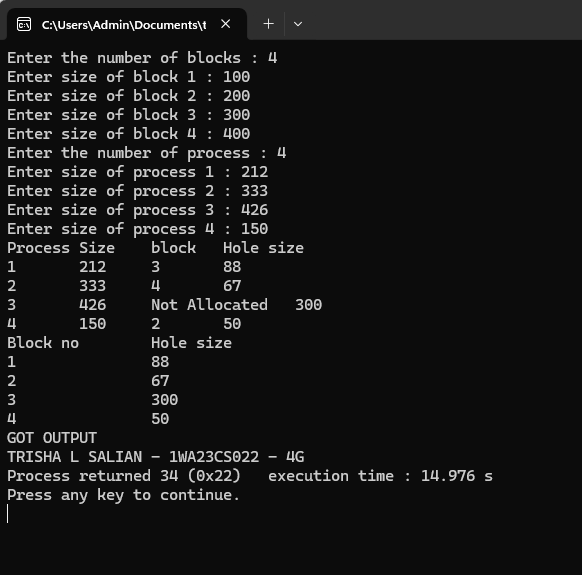 C:\Users\Admin\Documents\t
Enter the number of blocks : 4
Enter size of block 1 : 100
Enter size of block 2 : 200
Enter size of block 3 : 300
Enter size of block 4 : 400
Enter the number of process : 4
Enter size of process 1 : 212
Enter size of process 2 : 333
Enter size of process 3 : 426
Enter size of process 4 : 150
Process Size    block   Hole size
1       212     3       88
2       333     4       67
3       426     Not Allocated   300
4       150     2       50
Block no        Hole size
1               88
2               67
3               300
4               50
GOT OUTPUT
TRISHA L SALIAN - 1WA23CS022 - 4G
Process returned 34 (0x22)   execution time : 14.976 s
Press any key to continue.